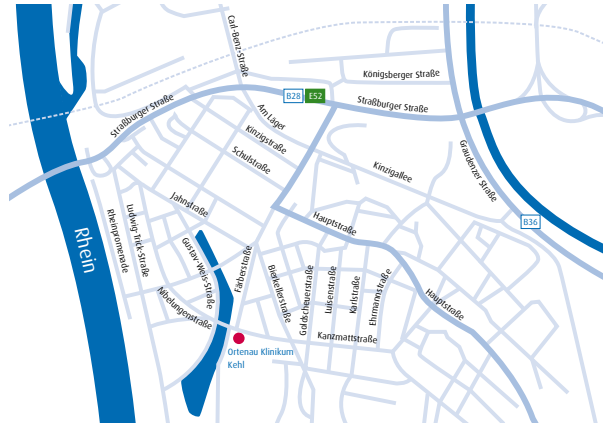 Carl-Benz-Straße
Königsberger Straße
B28
E52
Straßburger Straße
Straßburger Straße
Am Lager
Kinzigstraße
Schulstraße
Kinzigallee
Graudenzer Straße
B36
Jahnstraße
Ludwig-Trick-Straße
Rheinpromenade
Rhein
Hauptstraße
Gustav-Weis-Straße
Färberstraße
Bierkellerstraße
Goldscheuerstraße
Luisenstraße
Karlstraße
Ehrmannstraße
Hauptstraße
Nibelungenstraße
Kanzmattstraße
Ortenau Klinikum
Kehl